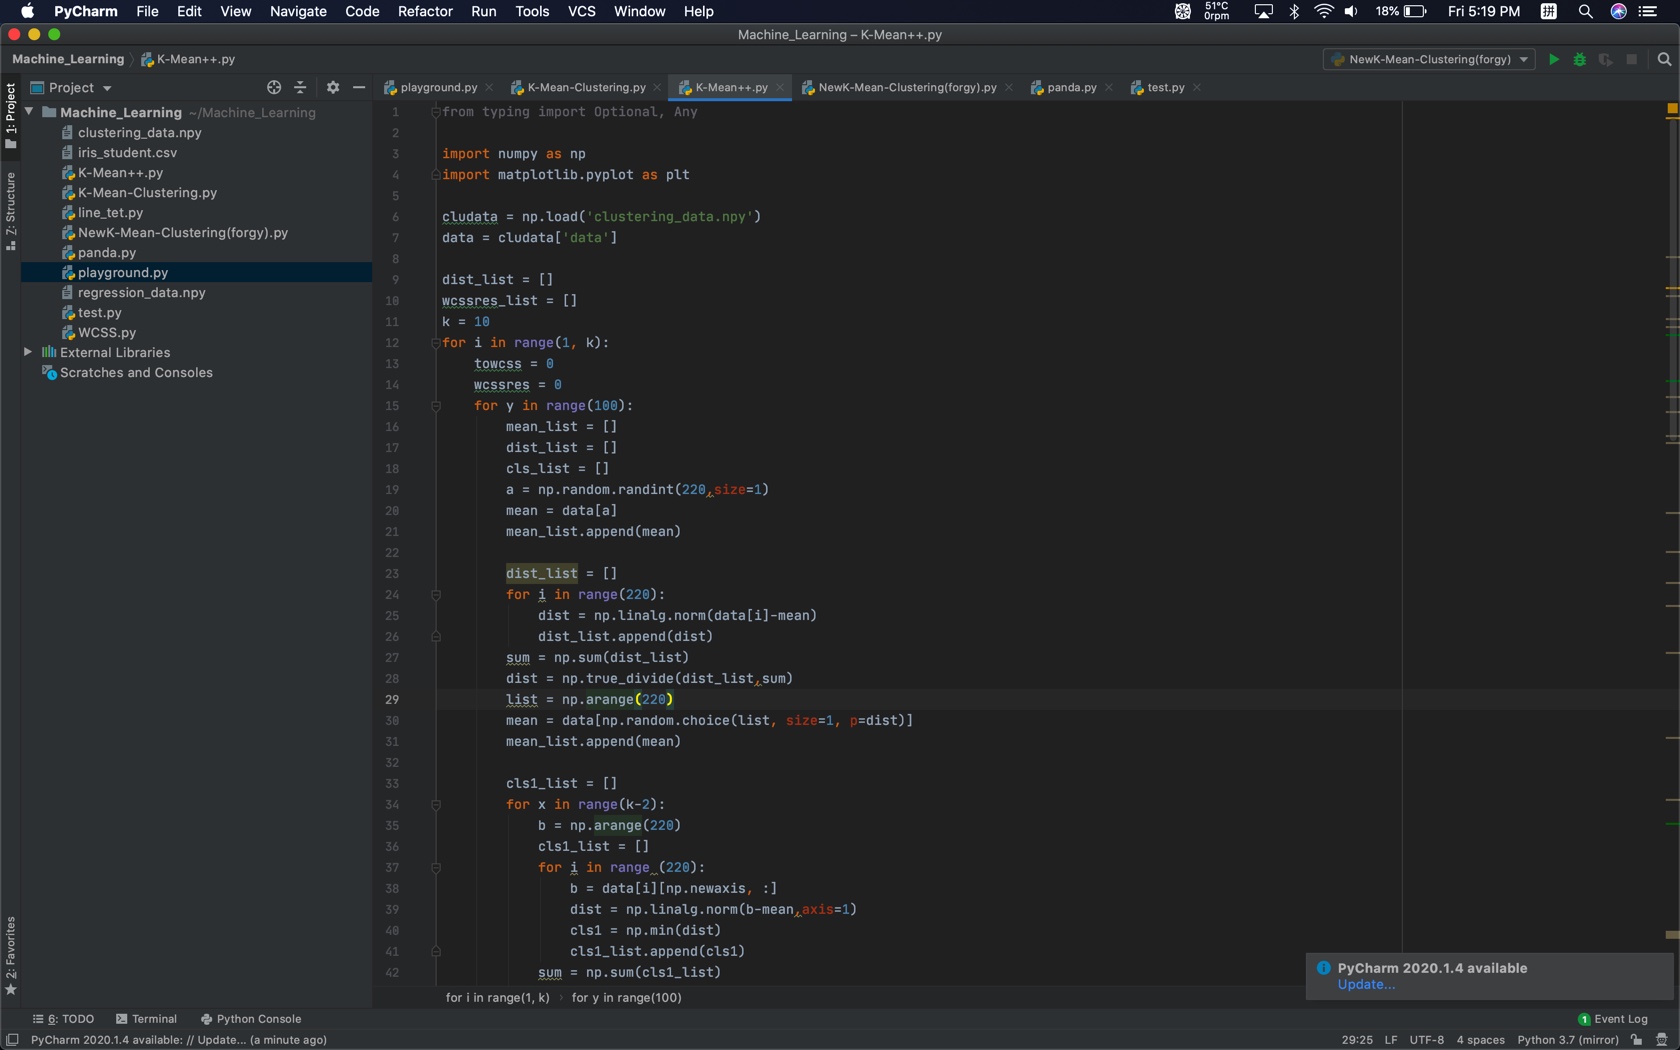 PyCharm File Edit View Navigate Code Refactor Run Tools VCS Window Help
51°C
0rpm
18% Fri 5:19 PM 拼
Machine_Learning – K-Mean++.py
Machine_Learning K-Mean++.py
NewK-Mean-Clustering(forgy)
Project
playground.py K-Mean-Clustering.py K-Mean++.py NewK-Mean-Clustering(forgy).py panda.py test.py
1: Project
Z: Structure
2: Favorites
Machine_Learning ~/Machine_Learning
clustering_data.npy
iris_student.csv
K-Mean++.py
K-Mean-Clustering.py
line_tet.py
NewK-Mean-Clustering(forgy).py
panda.py
playground.py
regression_data.npy
test.py
WCSS.py
External Libraries
Scratches and Consoles
1 from typing import Optional, Any
2
3 import numpy as np
4 import matplotlib.pyplot as plt
5
6 cludata = np.load('clustering_data.npy')
7 data = cludata['data']
8
9 dist_list = []
10 wcssres_list = []
11 k = 10
12 for i in range(1, k):
13 towcss = 0
14 wcssres = 0
15 for y in range(100):
16 mean_list = []
17 dist_list = []
18 cls_list = []
19 a = np.random.randint(220,size=1)
20 mean = data[a]
21 mean_list.append(mean)
22
23 dist_list = []
24 for i in range(220):
25 dist = np.linalg.norm(data[i]-mean)
26 dist_list.append(dist)
27 sum = np.sum(dist_list)
28 dist = np.true_divide(dist_list,sum)
29 list = np.arange(220)
30 mean = data[np.random.choice(list, size=1, p=dist)]
31 mean_list.append(mean)
32
33 cls1_list = []
34 for x in range(k-2):
35 b = np.arange(220)
36 cls1_list = []
37 for i in range (220):
38 b = data[i][np.newaxis, :]
39 dist = np.linalg.norm(b-mean,axis=1)
40 cls1 = np.min(dist)
41 cls1_list.append(cls1)
42 sum = np.sum(cls1_list)
for i in range(1, k) › for y in range(100)
PyCharm 2020.1.4 available
Update...
6: TODO Terminal Python Console
1 Event Log
PyCharm 2020.1.4 available: // Update... (a minute ago)
29:25 LF UTF-8 4 spaces Python 3.7 (mirror)